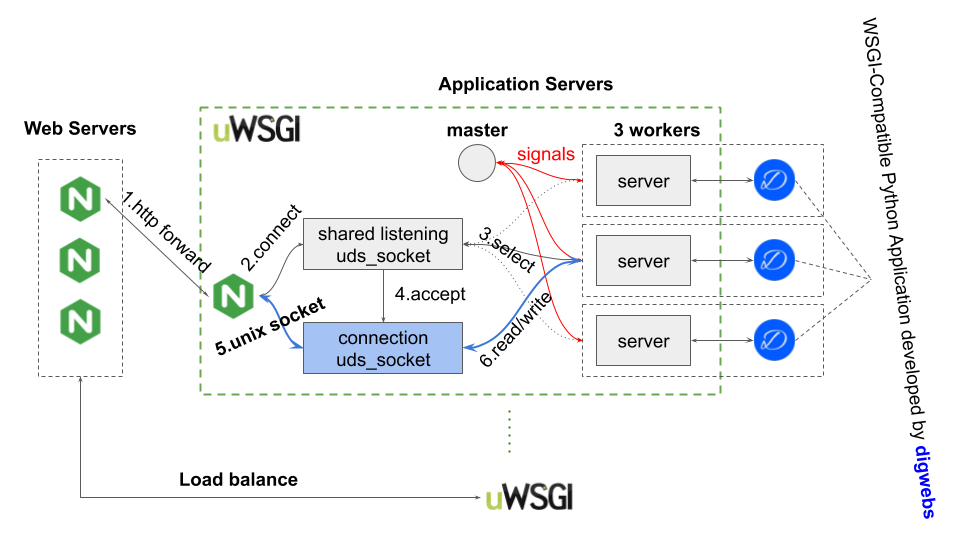 Application Servers
Web Servers
uWSGI
master
3 workers
signals
server
1.http forward
2.connect
shared listening
uds_socket
3.select
server
4.accept
5.unix socket
connection
uds_socket
6.read/write
server
WSGI-Compatible Python Application developed by digwebs
Load balance
uWSGI
N
N
N
N
D
D
D